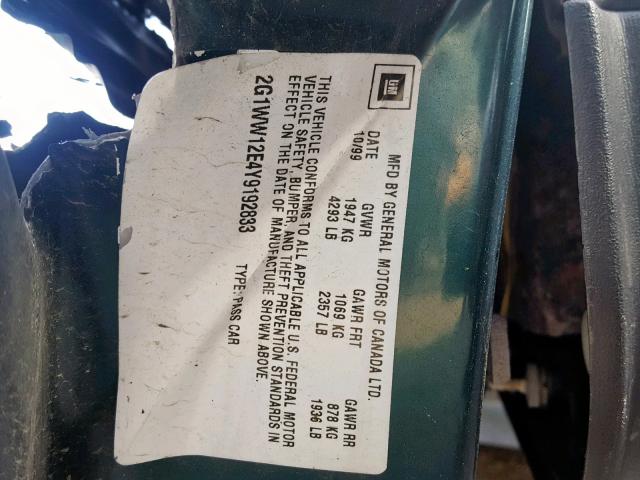 GM
MFD BY GENERAL MOTORS OF CANADA LTD.
DATE GVWR GAWR FRT GAWR RR
10/99 1947 KG 1069 KG 878 KG
4293 LB 2357 LB 1936 LB
THIS VEHICLE CONFORMS TO ALL APPLICABLE U.S. FEDERAL MOTOR
VEHICLE SAFETY, BUMPER, AND THEFT PREVENTION STANDARDS IN
EFFECT ON THE DATE OF MANUFACTURE SHOWN ABOVE.
2G1WW12E4Y9192833 TYPE: PASS CAR